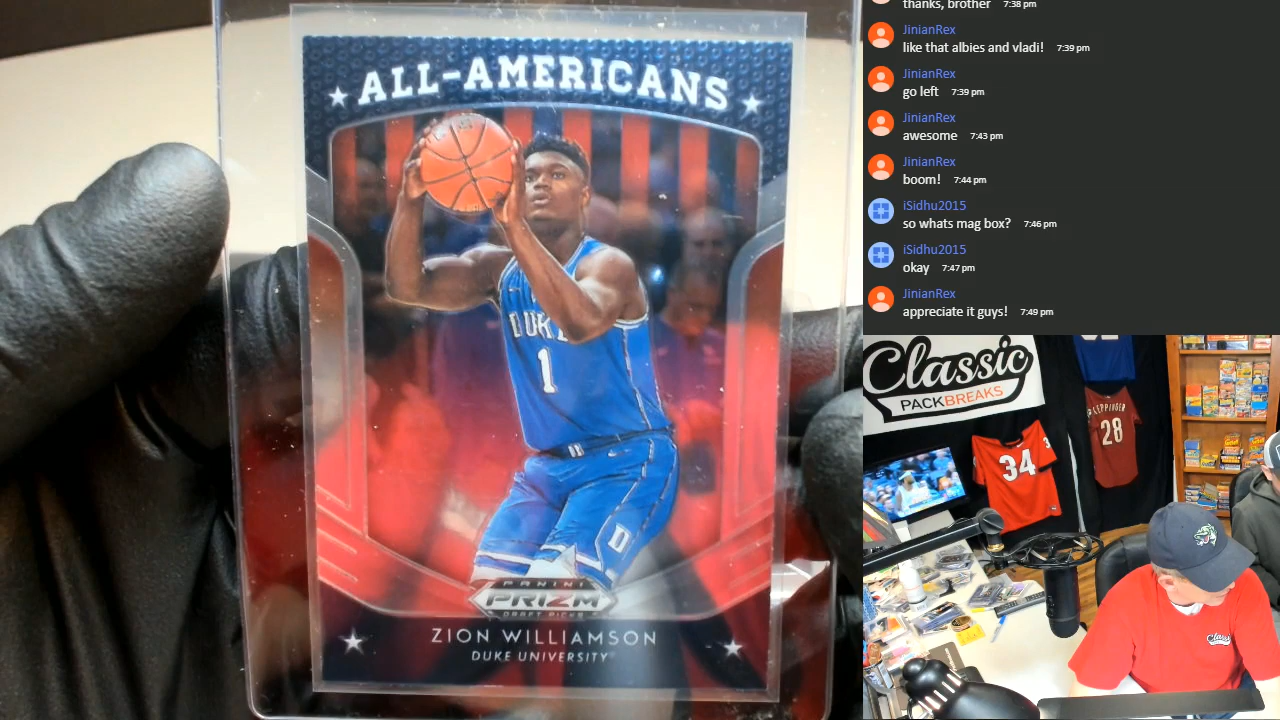 ALL-AMERICANS
DUKE
1
D
PANINI
PRIZM
DRAFT PICKS
ZION WILLIAMSON
DUKE UNIVERSITY
thanks, brother 7:38 pm
JinianRex
like that albies and vladi! 7:39 pm
JinianRex
go left 7:39 pm
JinianRex
awesome 7:43 pm
JinianRex
boom! 7:44 pm
iSidhu2015
so whats mag box? 7:46 pm
iSidhu2015
okay 7:47 pm
JinianRex
appreciate it guys! 7:49 pm
Classic
PACKBREAKS
34
3
28
Classic